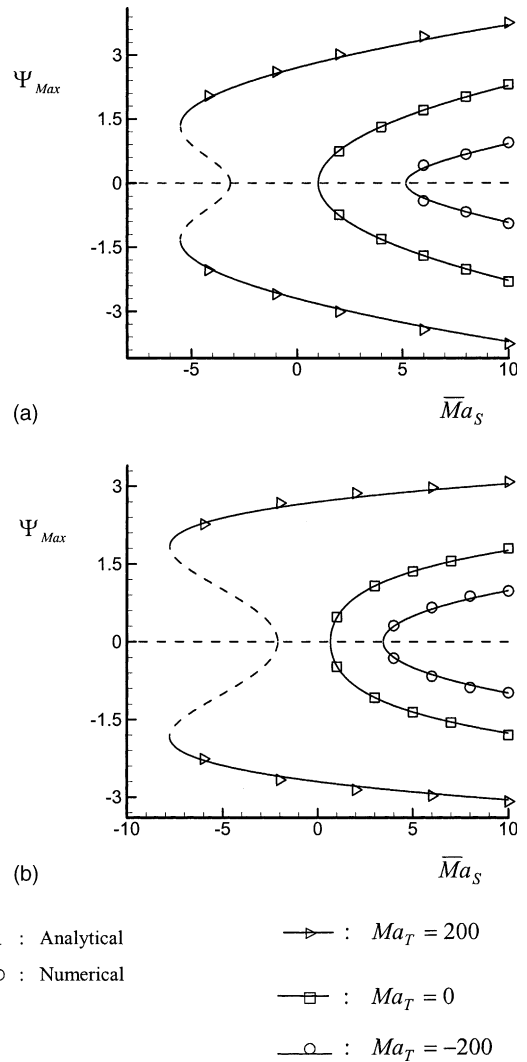 3
Ψ_Max
1.5
0
-1.5
-3
-5 0 5 10
M̅a_S
(a)
3
Ψ_Max
1.5
0
-1.5
-3
-10 -5 0 5 10
M̅a_S
(b)
: Analytical
: Numerical
: Ma_T = 200
: Ma_T = 0
: Ma_T = -200